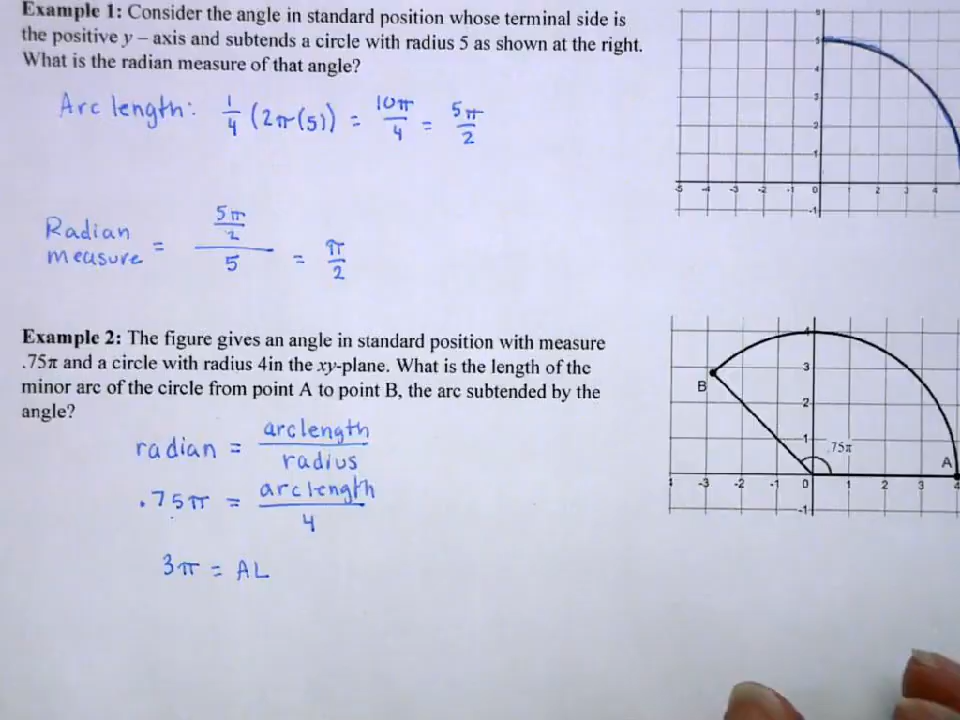 Example 1: Consider the angle in standard position whose terminal side is
the positive y – axis and subtends a circle with radius 5 as shown at the right.
What is the radian measure of that angle?
Arc length: 1/4 (2π(5)) = 10π/4 = 5π/2
Radian measure = (5π/2)/5 = π/2
5
4
3
2
1
-5 -4 -3 -2 -1 0 1 2 3 4
-1
Example 2: The figure gives an angle in standard position with measure
.75π and a circle with radius 4in the xy-plane. What is the length of the
minor arc of the circle from point A to point B, the arc subtended by the
angle?
radian = arclength/radius
.75π = arclength/4
3π = AL
4
3
B
2
1 .75π
A
-3 -2 -1 0 1 2 3 4
-1